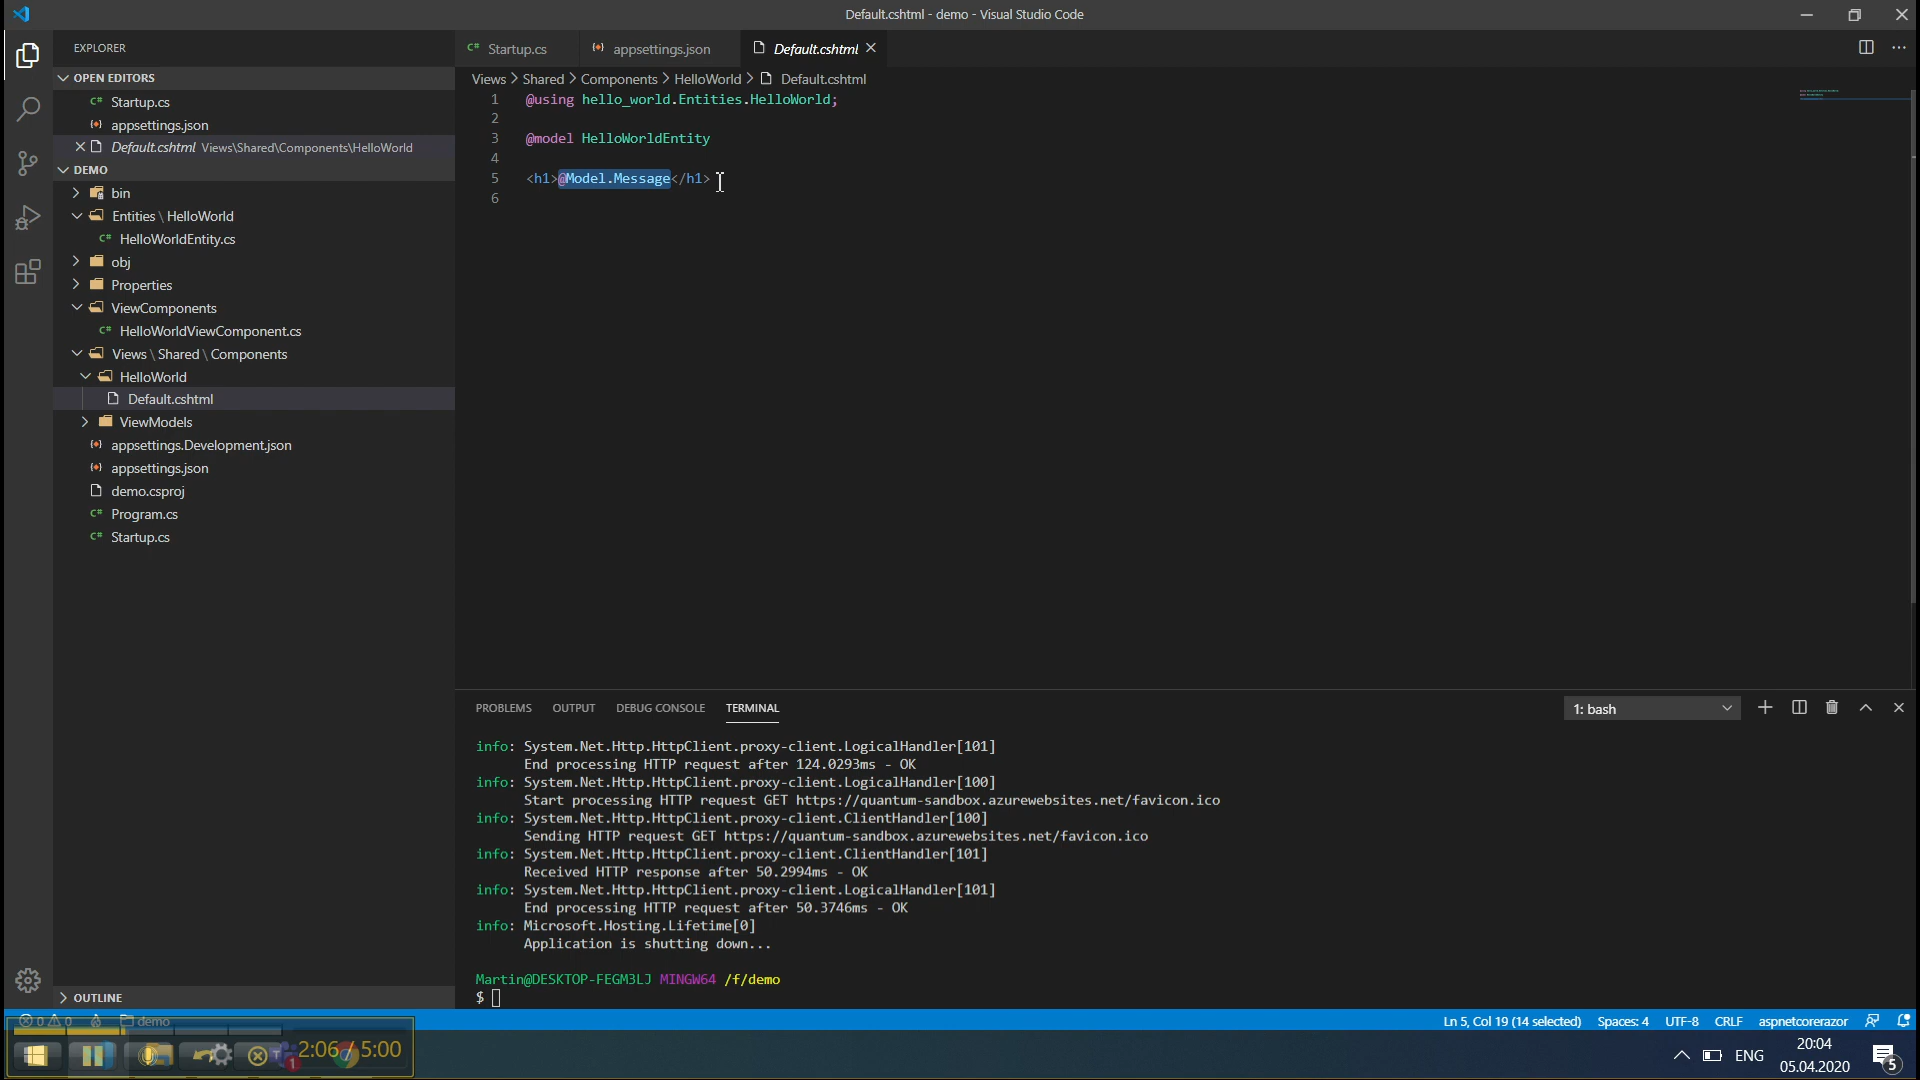 Default.cshtml - demo - Visual Studio Code
EXPLORER
OPEN EDITORS
Startup.cs
appsettings.json
Default.cshtml Views\Shared\Components\HelloWorld
DEMO
bin
Entities \ HelloWorld
HelloWorldEntity.cs
obj
Properties
ViewComponents
HelloWorldViewComponent.cs
Views \ Shared \ Components
HelloWorld
Default.cshtml
ViewModels
appsettings.Development.json
appsettings.json
demo.csproj
Program.cs
Startup.cs
OUTLINE
Startup.cs appsettings.json Default.cshtml
Views > Shared > Components > HelloWorld > Default.cshtml
1 @using hello_world.Entities.HelloWorld;
2
3 @model HelloWorldEntity
4
5 <h1>@Model.Message</h1>
6
PROBLEMS OUTPUT DEBUG CONSOLE TERMINAL 1: bash
info: System.Net.Http.HttpClient.proxy-client.LogicalHandler[101]
End processing HTTP request after 124.0293ms - OK
info: System.Net.Http.HttpClient.proxy-client.LogicalHandler[100]
Start processing HTTP request GET https://quantum-sandbox.azurewebsites.net/favicon.ico
info: System.Net.Http.HttpClient.proxy-client.ClientHandler[100]
Sending HTTP request GET https://quantum-sandbox.azurewebsites.net/favicon.ico
info: System.Net.Http.HttpClient.proxy-client.ClientHandler[101]
Received HTTP response after 50.2994ms - OK
info: System.Net.Http.HttpClient.proxy-client.LogicalHandler[101]
End processing HTTP request after 50.3746ms - OK
info: Microsoft.Hosting.Lifetime[0]
Application is shutting down...
Martin@DESKTOP-FEGM3LJ MINGW64 /f/demo
$
0 0 demo
Ln 5, Col 19 (14 selected) Spaces: 4 UTF-8 CRLF aspnetcorerazor
2:06 / 5:00
1
ENG
20:04
05.04.2020
5